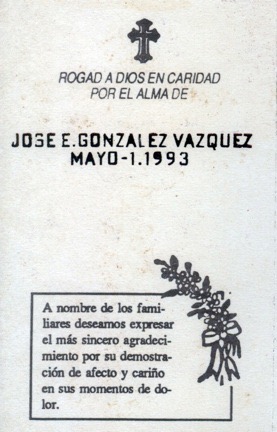 ROGAD A DIOS EN CARIDAD
POR EL ALMA DE
JOSE E.GONZALEZ VAZQUEZ
MAYO-1.1993
A nombre de los fami-
liares deseamos expresar
el más sincero agradeci-
miento por su demostra-
ción de afecto y cariño
en sus momentos de do-
lor.